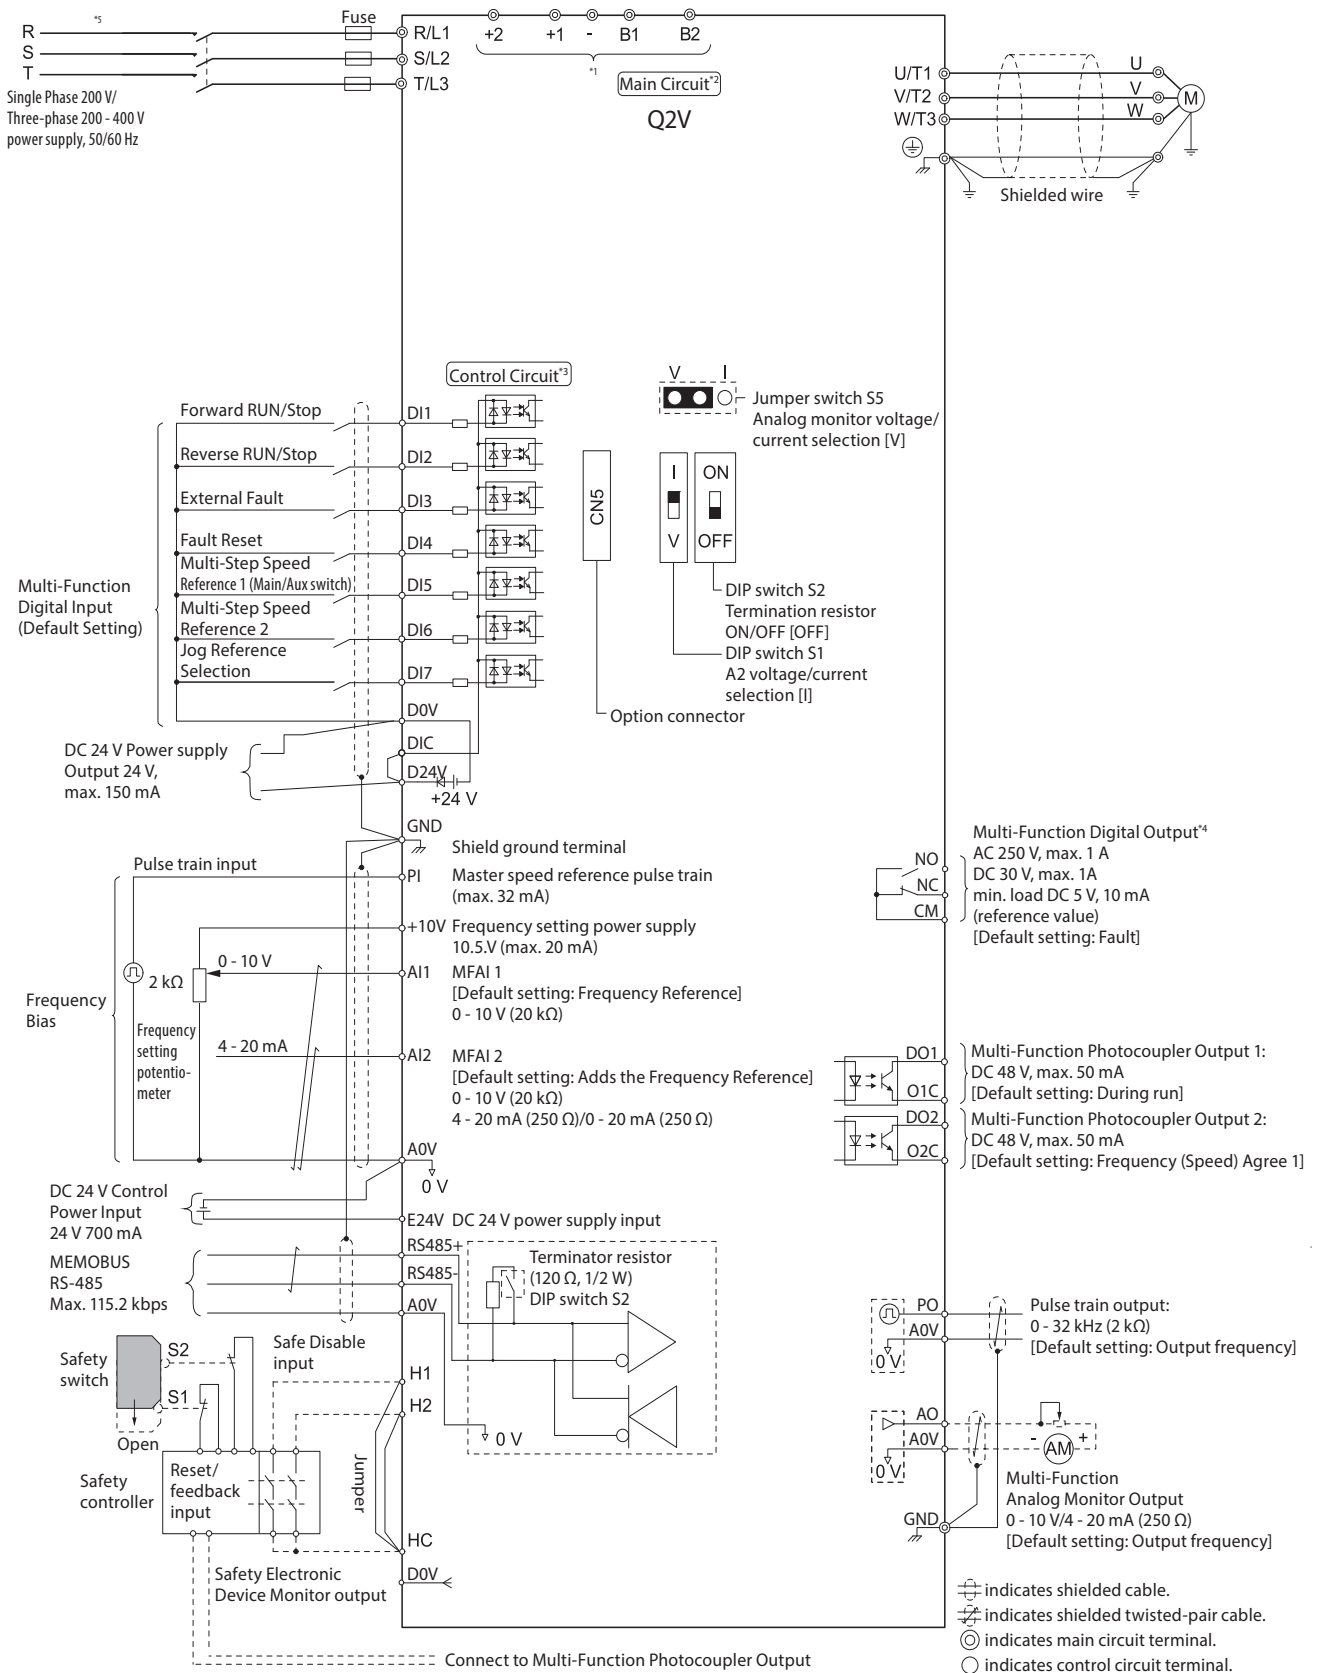 R
*5
S
T
Fuse
R/L1
S/L2
T/L3
+2
+1
-
B1
B2
*1
Main Circuit*2
Q2V
Single Phase 200 V/
Three-phase 200 - 400 V
power supply, 50/60 Hz
U/T1
V/T2
W/T3
U
V
W
M
Shielded wire
Control Circuit*3
V
I
Jumper switch S5
Analog monitor voltage/
current selection [V]
I
V
ON
OFF
CN5
DIP switch S2
Termination resistor
ON/OFF [OFF]
DIP switch S1
A2 voltage/current
selection [I]
Option connector
Multi-Function
Digital Input
(Default Setting)
Forward RUN/Stop
DI1
Reverse RUN/Stop
DI2
External Fault
DI3
Fault Reset
DI4
Multi-Step Speed
Reference 1 (Main/Aux switch)
DI5
Multi-Step Speed
Reference 2
DI6
Jog Reference
Selection
DI7
D0V
DIC
D24V
+24 V
DC 24 V Power supply
Output 24 V,
max. 150 mA
GND
Shield ground terminal
Pulse train input
PI
Master speed reference pulse train
(max. 32 mA)
+10V
Frequency setting power supply
10.5.V (max. 20 mA)
0 - 10 V
2 kΩ
AI1
MFAI 1
[Default setting: Frequency Reference]
0 - 10 V (20 kΩ)
Frequency
Bias
Frequency
setting
potentio-
meter
4 - 20 mA
AI2
MFAI 2
[Default setting: Adds the Frequency Reference]
0 - 10 V (20 kΩ)
4 - 20 mA (250 Ω)/0 - 20 mA (250 Ω)
A0V
0 V
DC 24 V Control
Power Input
24 V 700 mA
E24V
DC 24 V power supply input
MEMOBUS
RS-485
Max. 115.2 kbps
RS485+
RS485-
A0V
Terminator resistor
(120 Ω, 1/2 W)
DIP switch S2
0 V
Safety
switch
S2
S1
Open
Safe Disable
input
H1
H2
Jumper
HC
D0V
Safety
controller
Reset/
feedback
input
Safety Electronic
Device Monitor output
Connect to Multi-Function Photocoupler Output
NO
NC
CM
Multi-Function Digital Output*4
AC 250 V, max. 1 A
DC 30 V, max. 1A
min. load DC 5 V, 10 mA
(reference value)
[Default setting: Fault]
DO1
O1C
Multi-Function Photocoupler Output 1:
DC 48 V, max. 50 mA
[Default setting: During run]
DO2
O2C
Multi-Function Photocoupler Output 2:
DC 48 V, max. 50 mA
[Default setting: Frequency (Speed) Agree 1]
PO
A0V
0 V
Pulse train output:
0 - 32 kHz (2 kΩ)
[Default setting: Output frequency]
AO
A0V
0 V
-
AM
+
Multi-Function
Analog Monitor Output
0 - 10 V/4 - 20 mA (250 Ω)
[Default setting: Output frequency]
GND
indicates shielded cable.
indicates shielded twisted-pair cable.
indicates main circuit terminal.
indicates control circuit terminal.